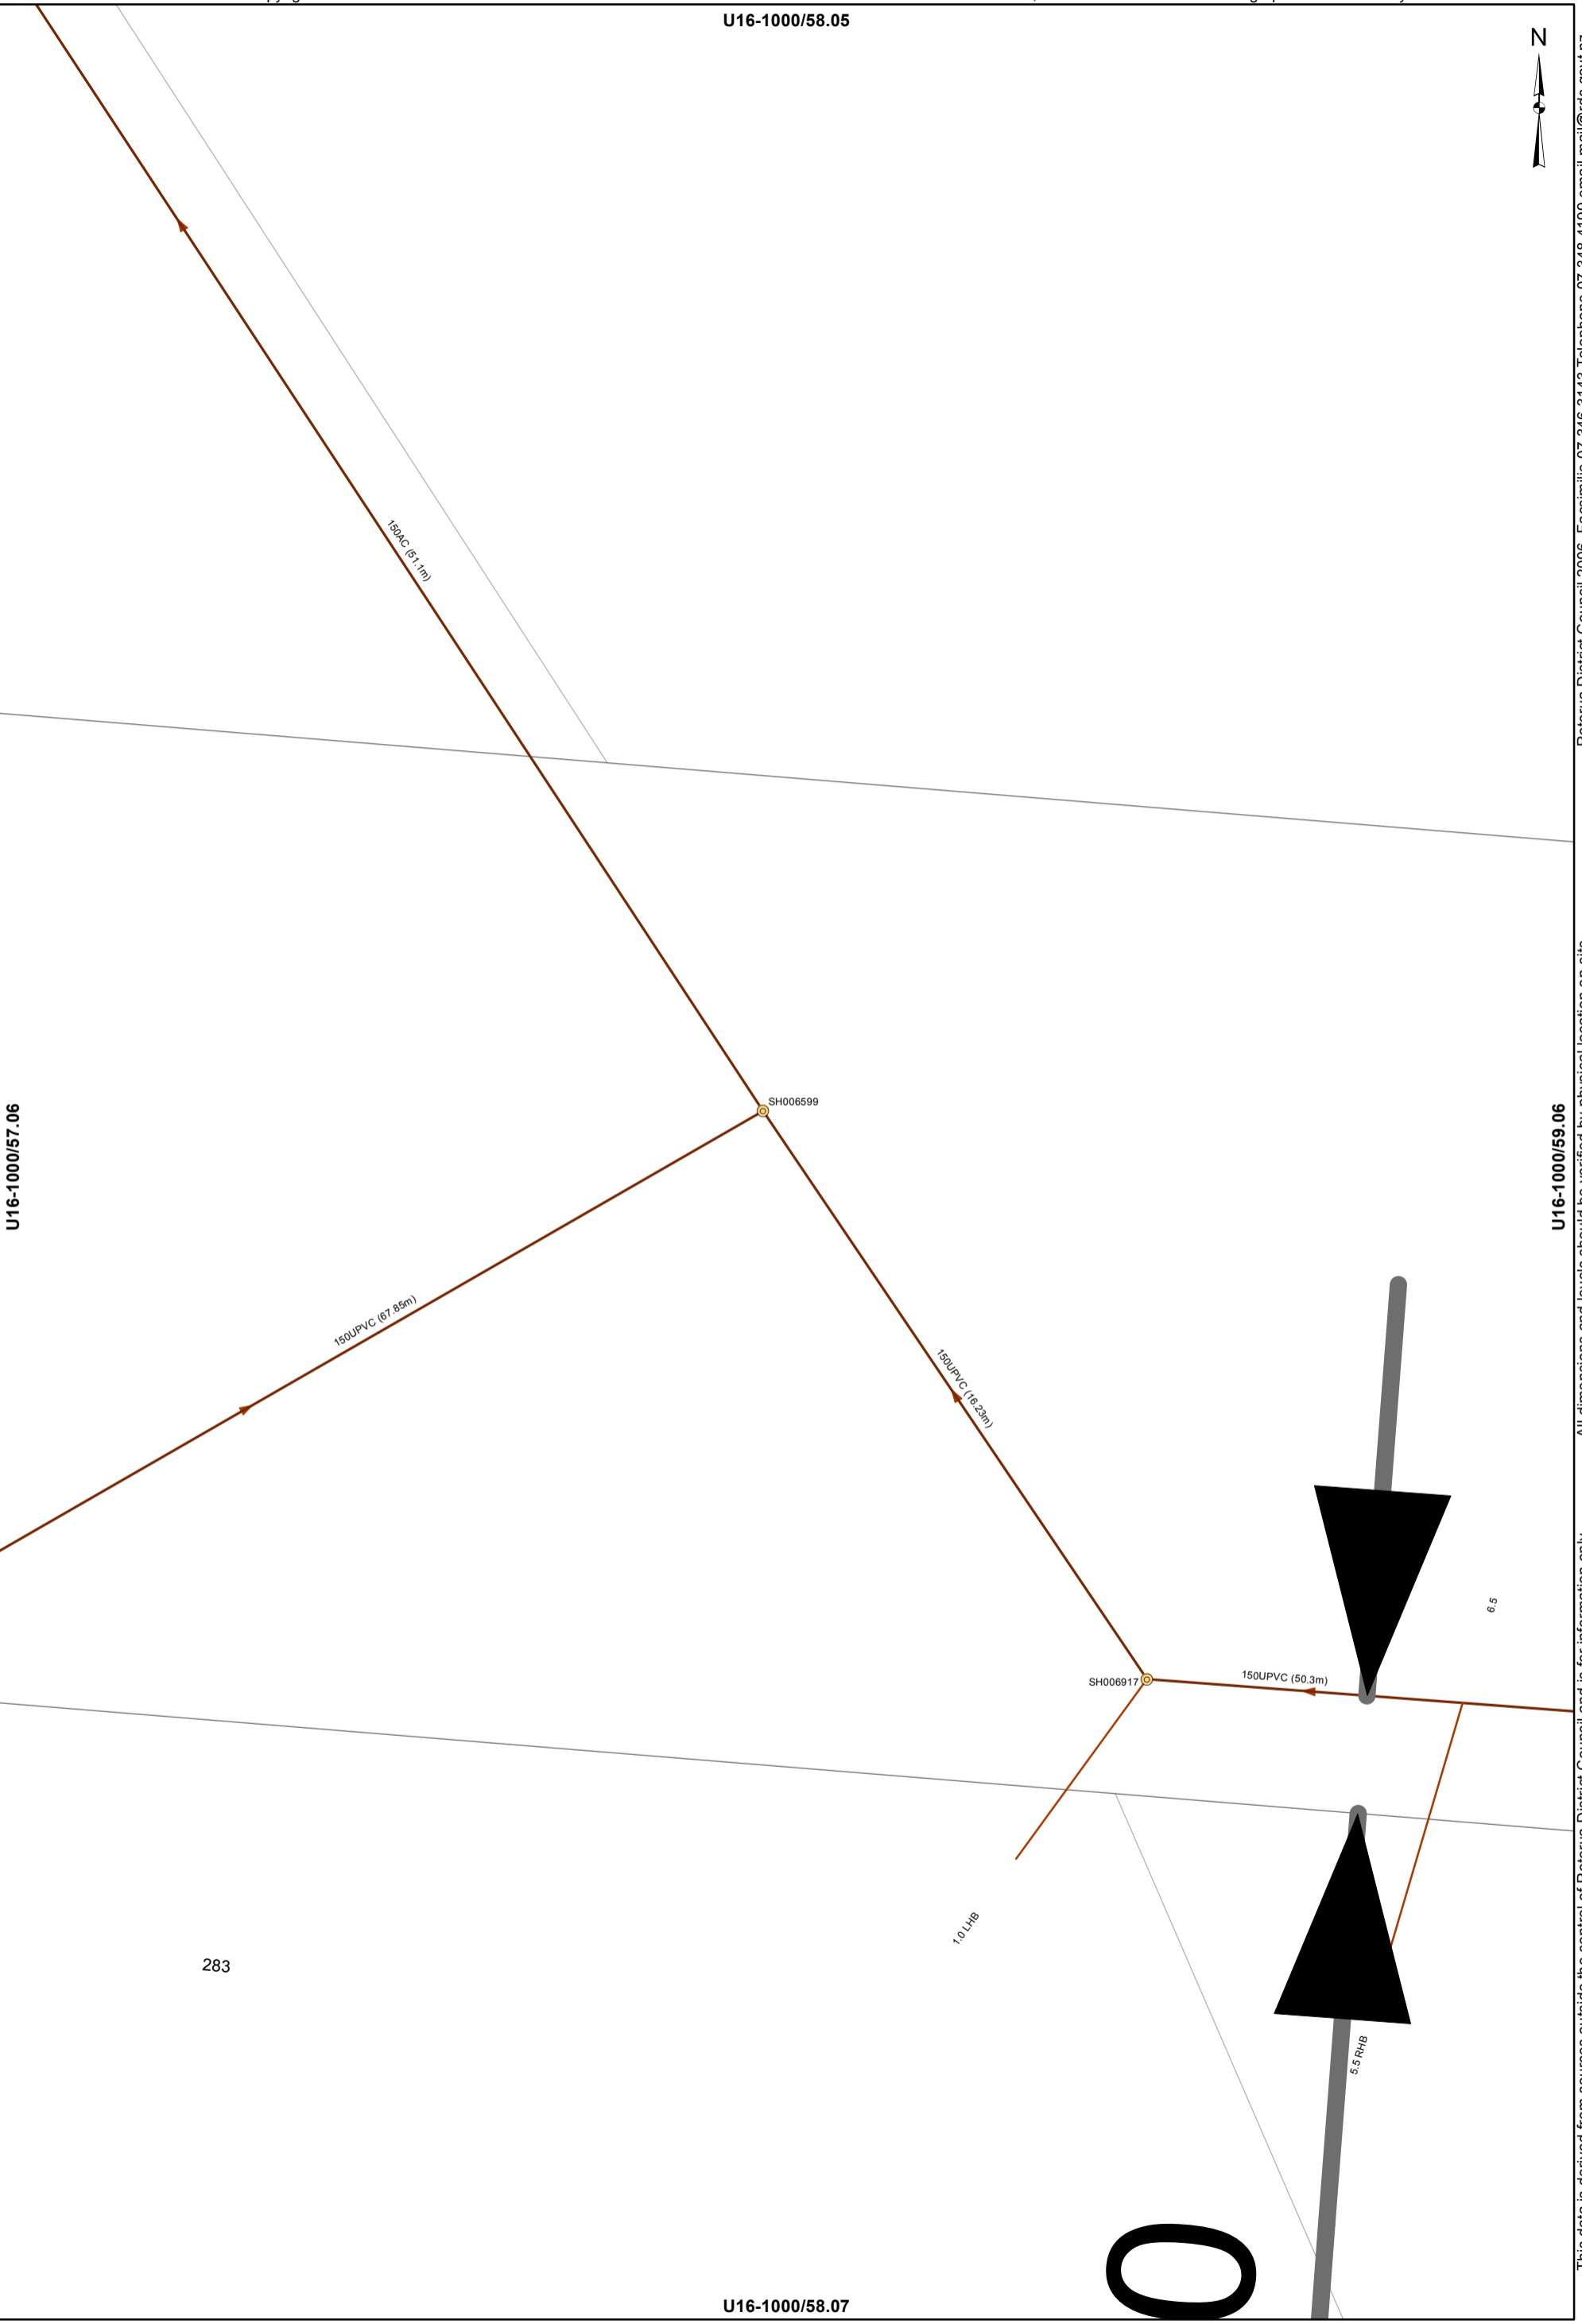 U16-1000/58.05
N
150AC (51.1m)
SH006599
U16-1000/57.06
U16-1000/59.06
150UPVC (67.85m)
150UPVC (16.23m)
6.5
150UPVC (50.3m)
SH006917
1.0 LHB
283
5.5 RHB
0
U16-1000/58.07